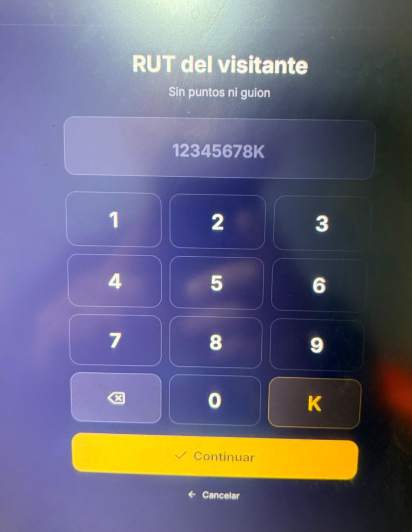 RUT del visitante
Sin puntos ni guion
12345678K
1 2 3
4 5 6
7 8 9
0 K
✓ Continuar
← Cancelar